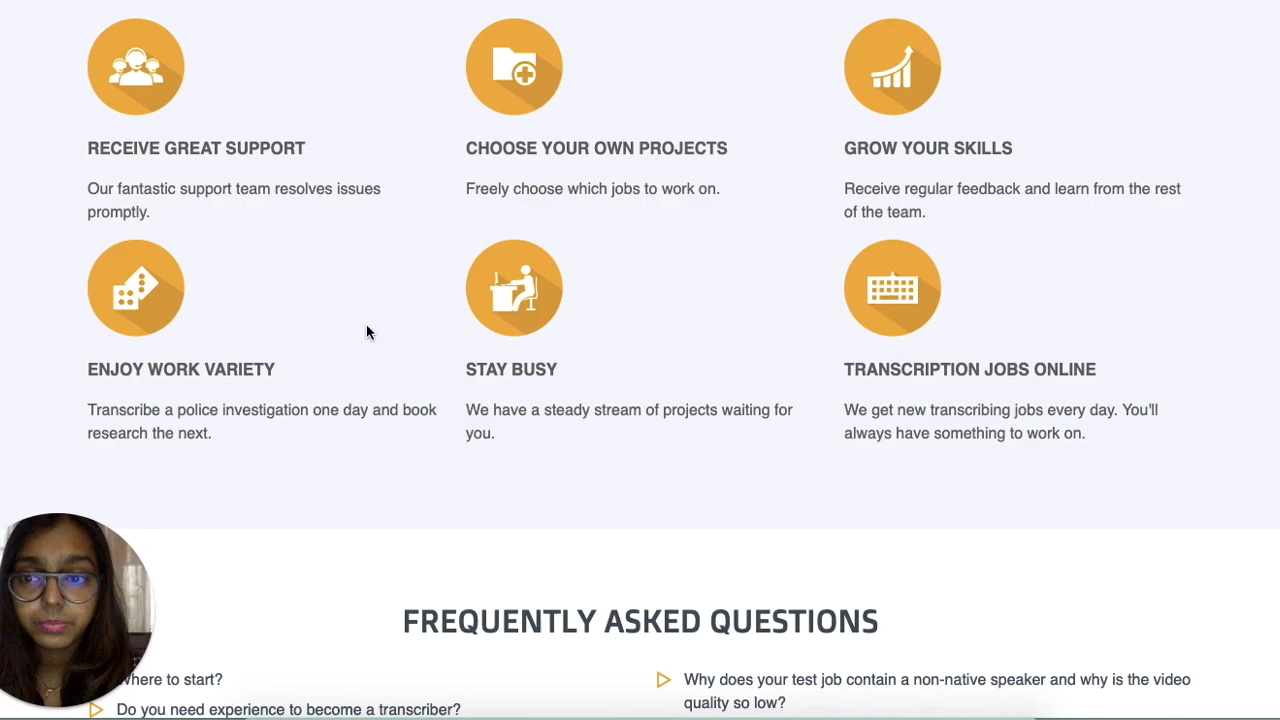 RECEIVE GREAT SUPPORT
Our fantastic support team resolves issues
promptly.
CHOOSE YOUR OWN PROJECTS
Freely choose which jobs to work on.
GROW YOUR SKILLS
Receive regular feedback and learn from the rest
of the team.
ENJOY WORK VARIETY
Transcribe a police investigation one day and book
research the next.
STAY BUSY
We have a steady stream of projects waiting for
you.
TRANSCRIPTION JOBS ONLINE
We get new transcribing jobs every day. You'll
always have something to work on.
FREQUENTLY ASKED QUESTIONS
Where to start?
Do you need experience to become a transcriber?
Why does your test job contain a non-native speaker and why is the video
quality so low?